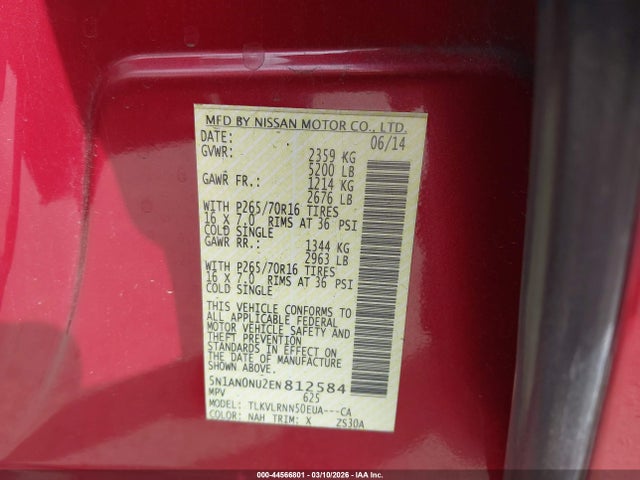 MFD BY NISSAN MOTOR CO., LTD.
DATE: 06/14
GVWR: 2359 KG
5200 LB
GAWR FR.: 1214 KG
2676 LB
WITH P265/70R16 TIRES
16 X 7.0 RIMS AT 36 PSI
COLD SINGLE
GAWR RR.: 1344 KG
2963 LB
WITH P265/70R16 TIRES
16 X 7.0 RIMS AT 36 PSI
COLD SINGLE
THIS VEHICLE CONFORMS TO
ALL APPLICABLE FEDERAL
MOTOR VEHICLE SAFETY AND
THEFT PREVENTION
STANDARDS IN EFFECT ON
THE DATE OF MANUFACTURE
SHOWN ABOVE.
5N1AN0NU2EN812584
MPV 625
MODEL: TLKVLRNN50EUA---CA
COLOR: NAH TRIM: X ZS30A
000-44566801 - 03/10/2026 - © IAA Inc.